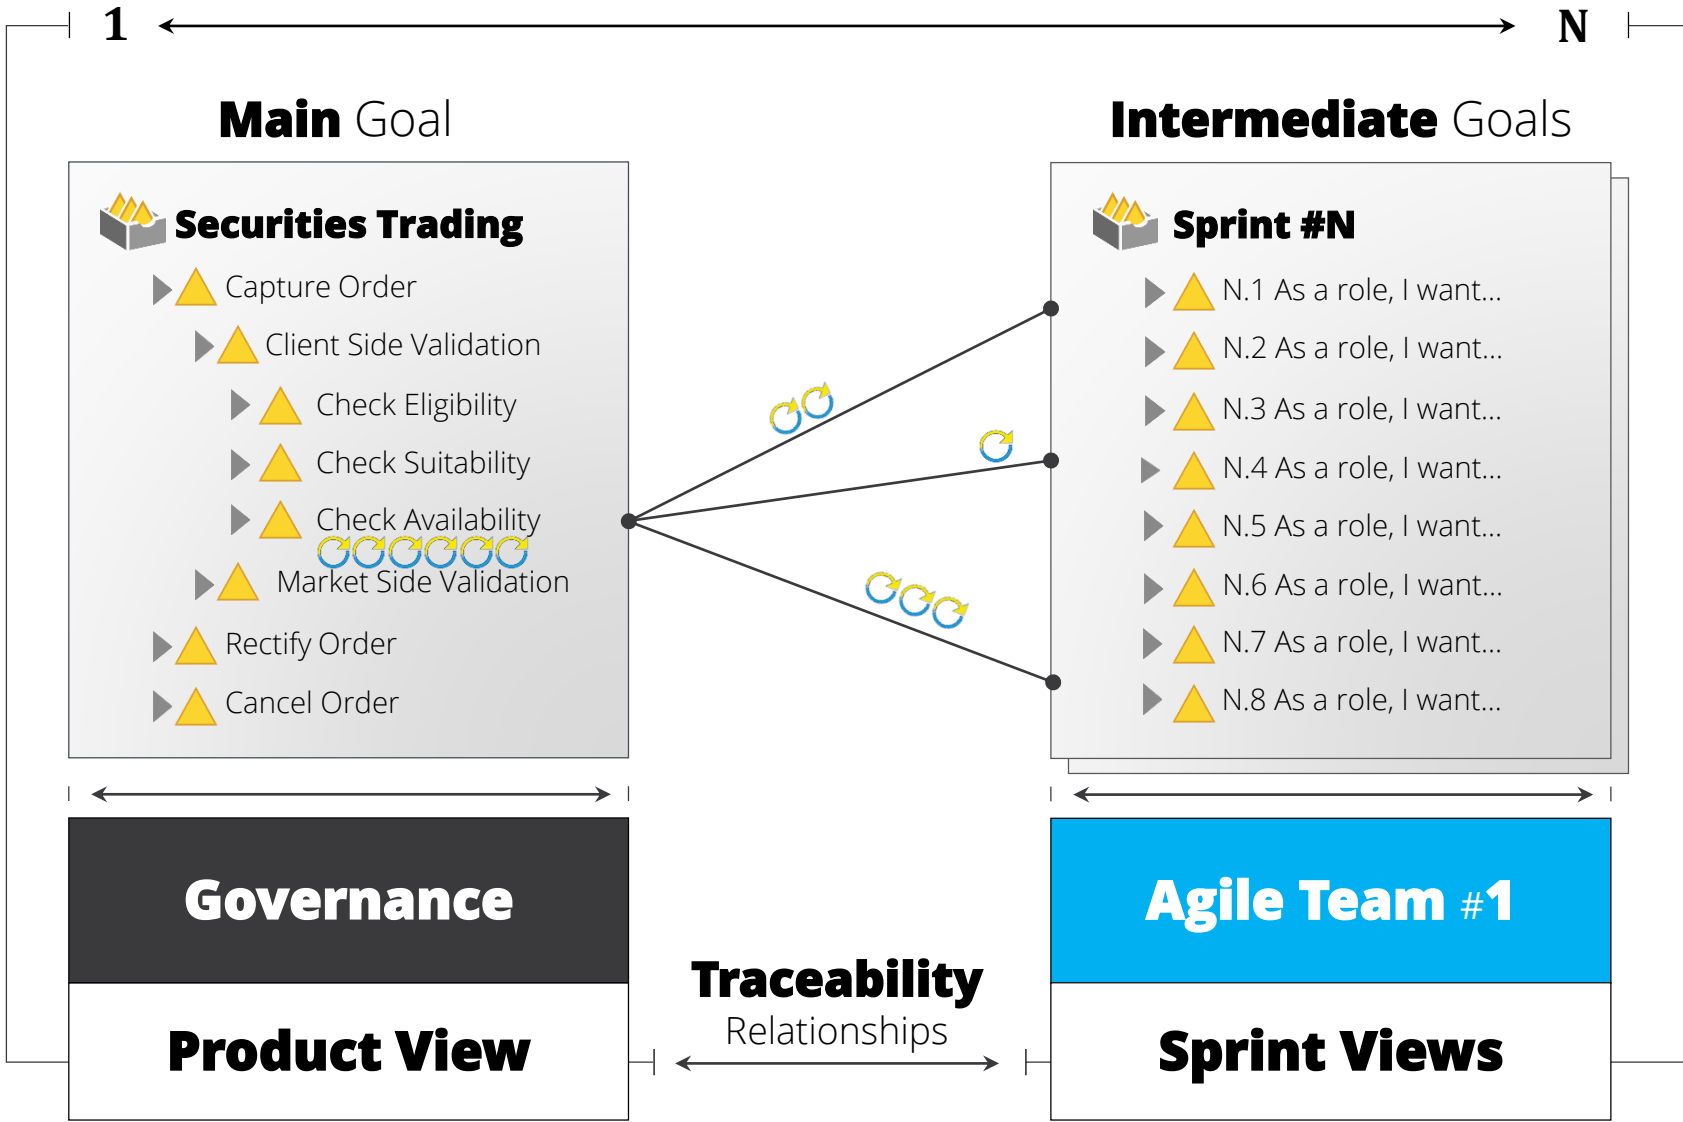 1
N
Main Goal
Intermediate Goals
Securities Trading
Capture Order
Client Side Validation
Check Eligibility
Check Suitability
Check Availability
Market Side Validation
Rectify Order
Cancel Order
Sprint #N
N.1 As a role, I want...
N.2 As a role, I want...
N.3 As a role, I want...
N.4 As a role, I want...
N.5 As a role, I want...
N.6 As a role, I want...
N.7 As a role, I want...
N.8 As a role, I want...
Governance
Product View
Traceability
Relationships
Agile Team #1
Sprint Views